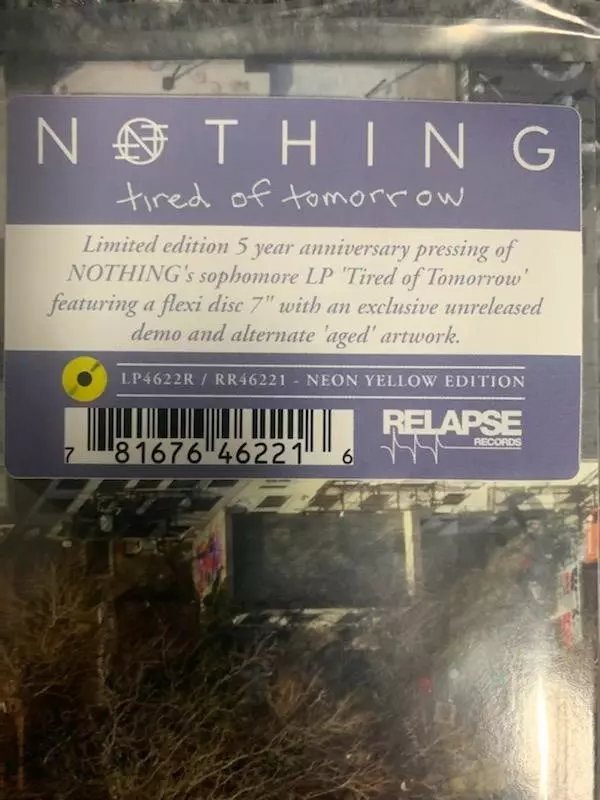 NOTHING
tired of tomorrow
Limited edition 5 year anniversary pressing of
NOTHING's sophomore LP 'Tired of Tomorrow'
featuring a flexi disc 7" with an exclusive unreleased
demo and alternate 'aged' artwork.
LP4622R / RR46221 - NEON YELLOW EDITION
7 81676 46221 6
RELAPSE
RECORDS